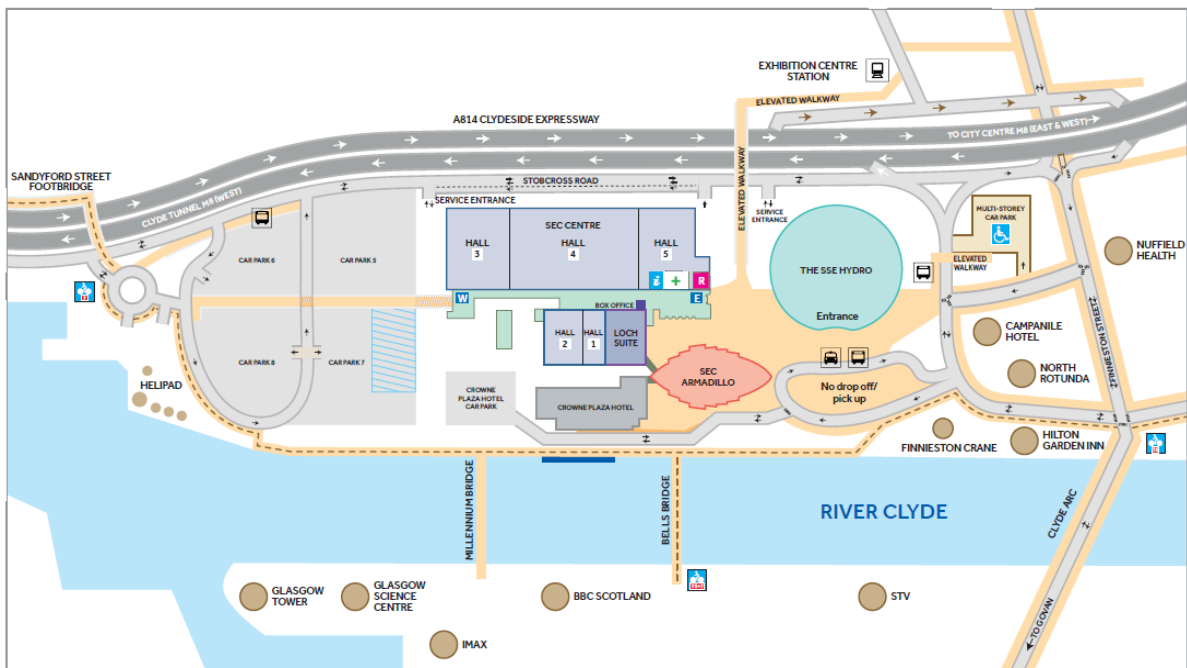 EXHIBITION CENTRE
STATION
ELEVATED WALKWAY
A814 CLYDESIDE EXPRESSWAY
TO CITY CENTRE M8 (EAST & WEST)
SANDYFORD STREET
FOOTBRIDGE
CLYDE TUNNEL M8 (WEST)
STOBCROSS ROAD
ELEVATED WALKWAY
SERVICE ENTRANCE
SERVICE
ENTRANCE
MULTI-STOREY
CAR PARK
SEC CENTRE
HALL
3
HALL
4
HALL
5
i
R
W
E
CAR PARK 6
CAR PARK 5
THE SSE HYDRO
Entrance
ELEVATED
WALKWAY
NUFFIELD
HEALTH
BOX OFFICE
HALL
2
HALL
1
LOCH
SUITE
SEC
ARMADILLO
CAMPANILE
HOTEL
FINNIESTON STREET
CAR PARK 8
CAR PARK 7
NORTH
ROTUNDA
HELIPAD
CROWNE
PLAZA HOTEL
CAR PARK
CROWNE PLAZA HOTEL
No drop off/
pick up
FINNIESTON CRANE
HILTON
GARDEN INN
MILLENNIUM BRIDGE
BELLS BRIDGE
RIVER CLYDE
CLYDE ARC
GLASGOW
TOWER
GLASGOW
SCIENCE
CENTRE
BBC SCOTLAND
STV
IMAX
TO GOVAN